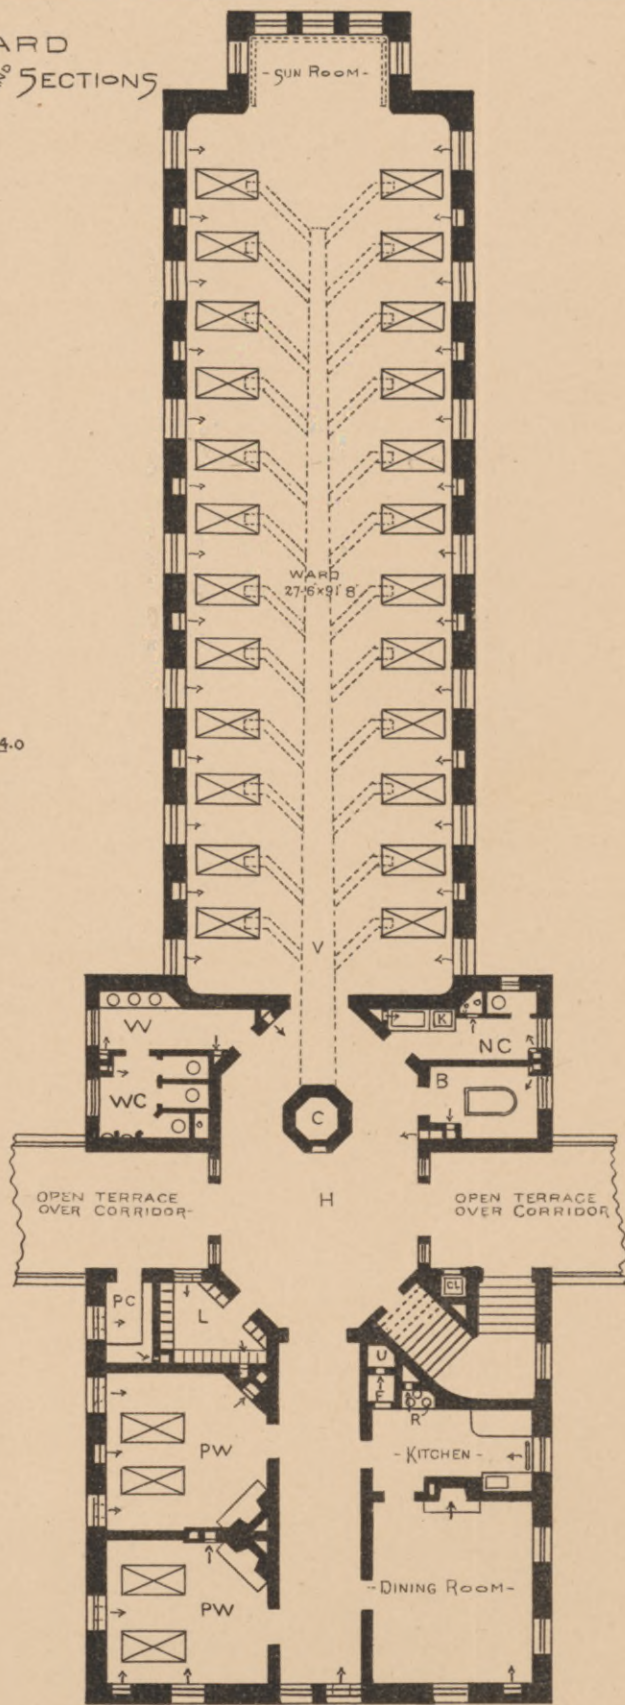 ARD
SECTIONS
- SUN ROOM -
WARD
27.6×91' 8"
4.0
V
W
K
NC
WC
B
C
OPEN TERRACE
OVER CORRIDOR-
H
OPEN TERRACE
OVER CORRIDOR
PC
L
CL
U
F
R
PW
- KITCHEN -
PW
- DINING ROOM -